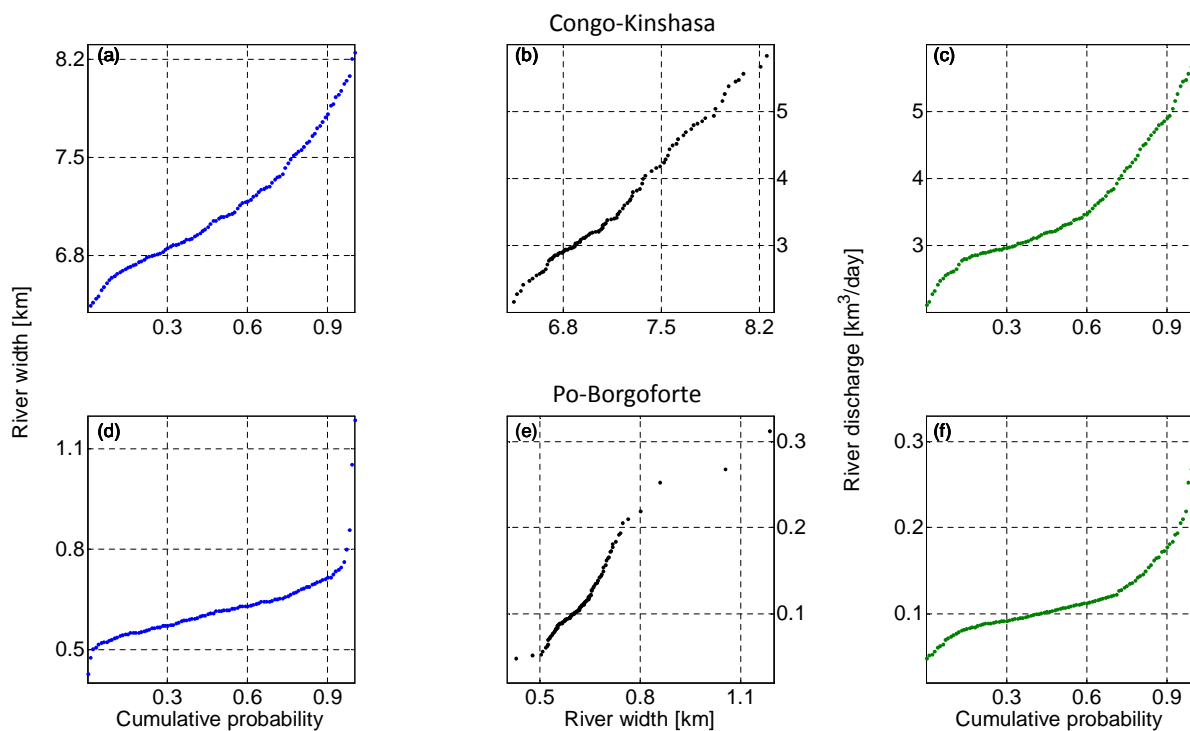 Congo-Kinshasa
(a)
8.2
7.5
6.8
0.3 0.6 0.9
(b)
5
4
3
6.8 7.5 8.2
(c)
5
4
3
0.3 0.6 0.9
River width [km]
River discharge [km³/day]
Po-Borgoforte
(d)
1.1
0.8
0.5
0.3 0.6 0.9
Cumulative probability
(e)
0.3
0.2
0.1
0.5 0.8 1.1
River width [km]
(f)
0.3
0.2
0.1
0.3 0.6 0.9
Cumulative probability